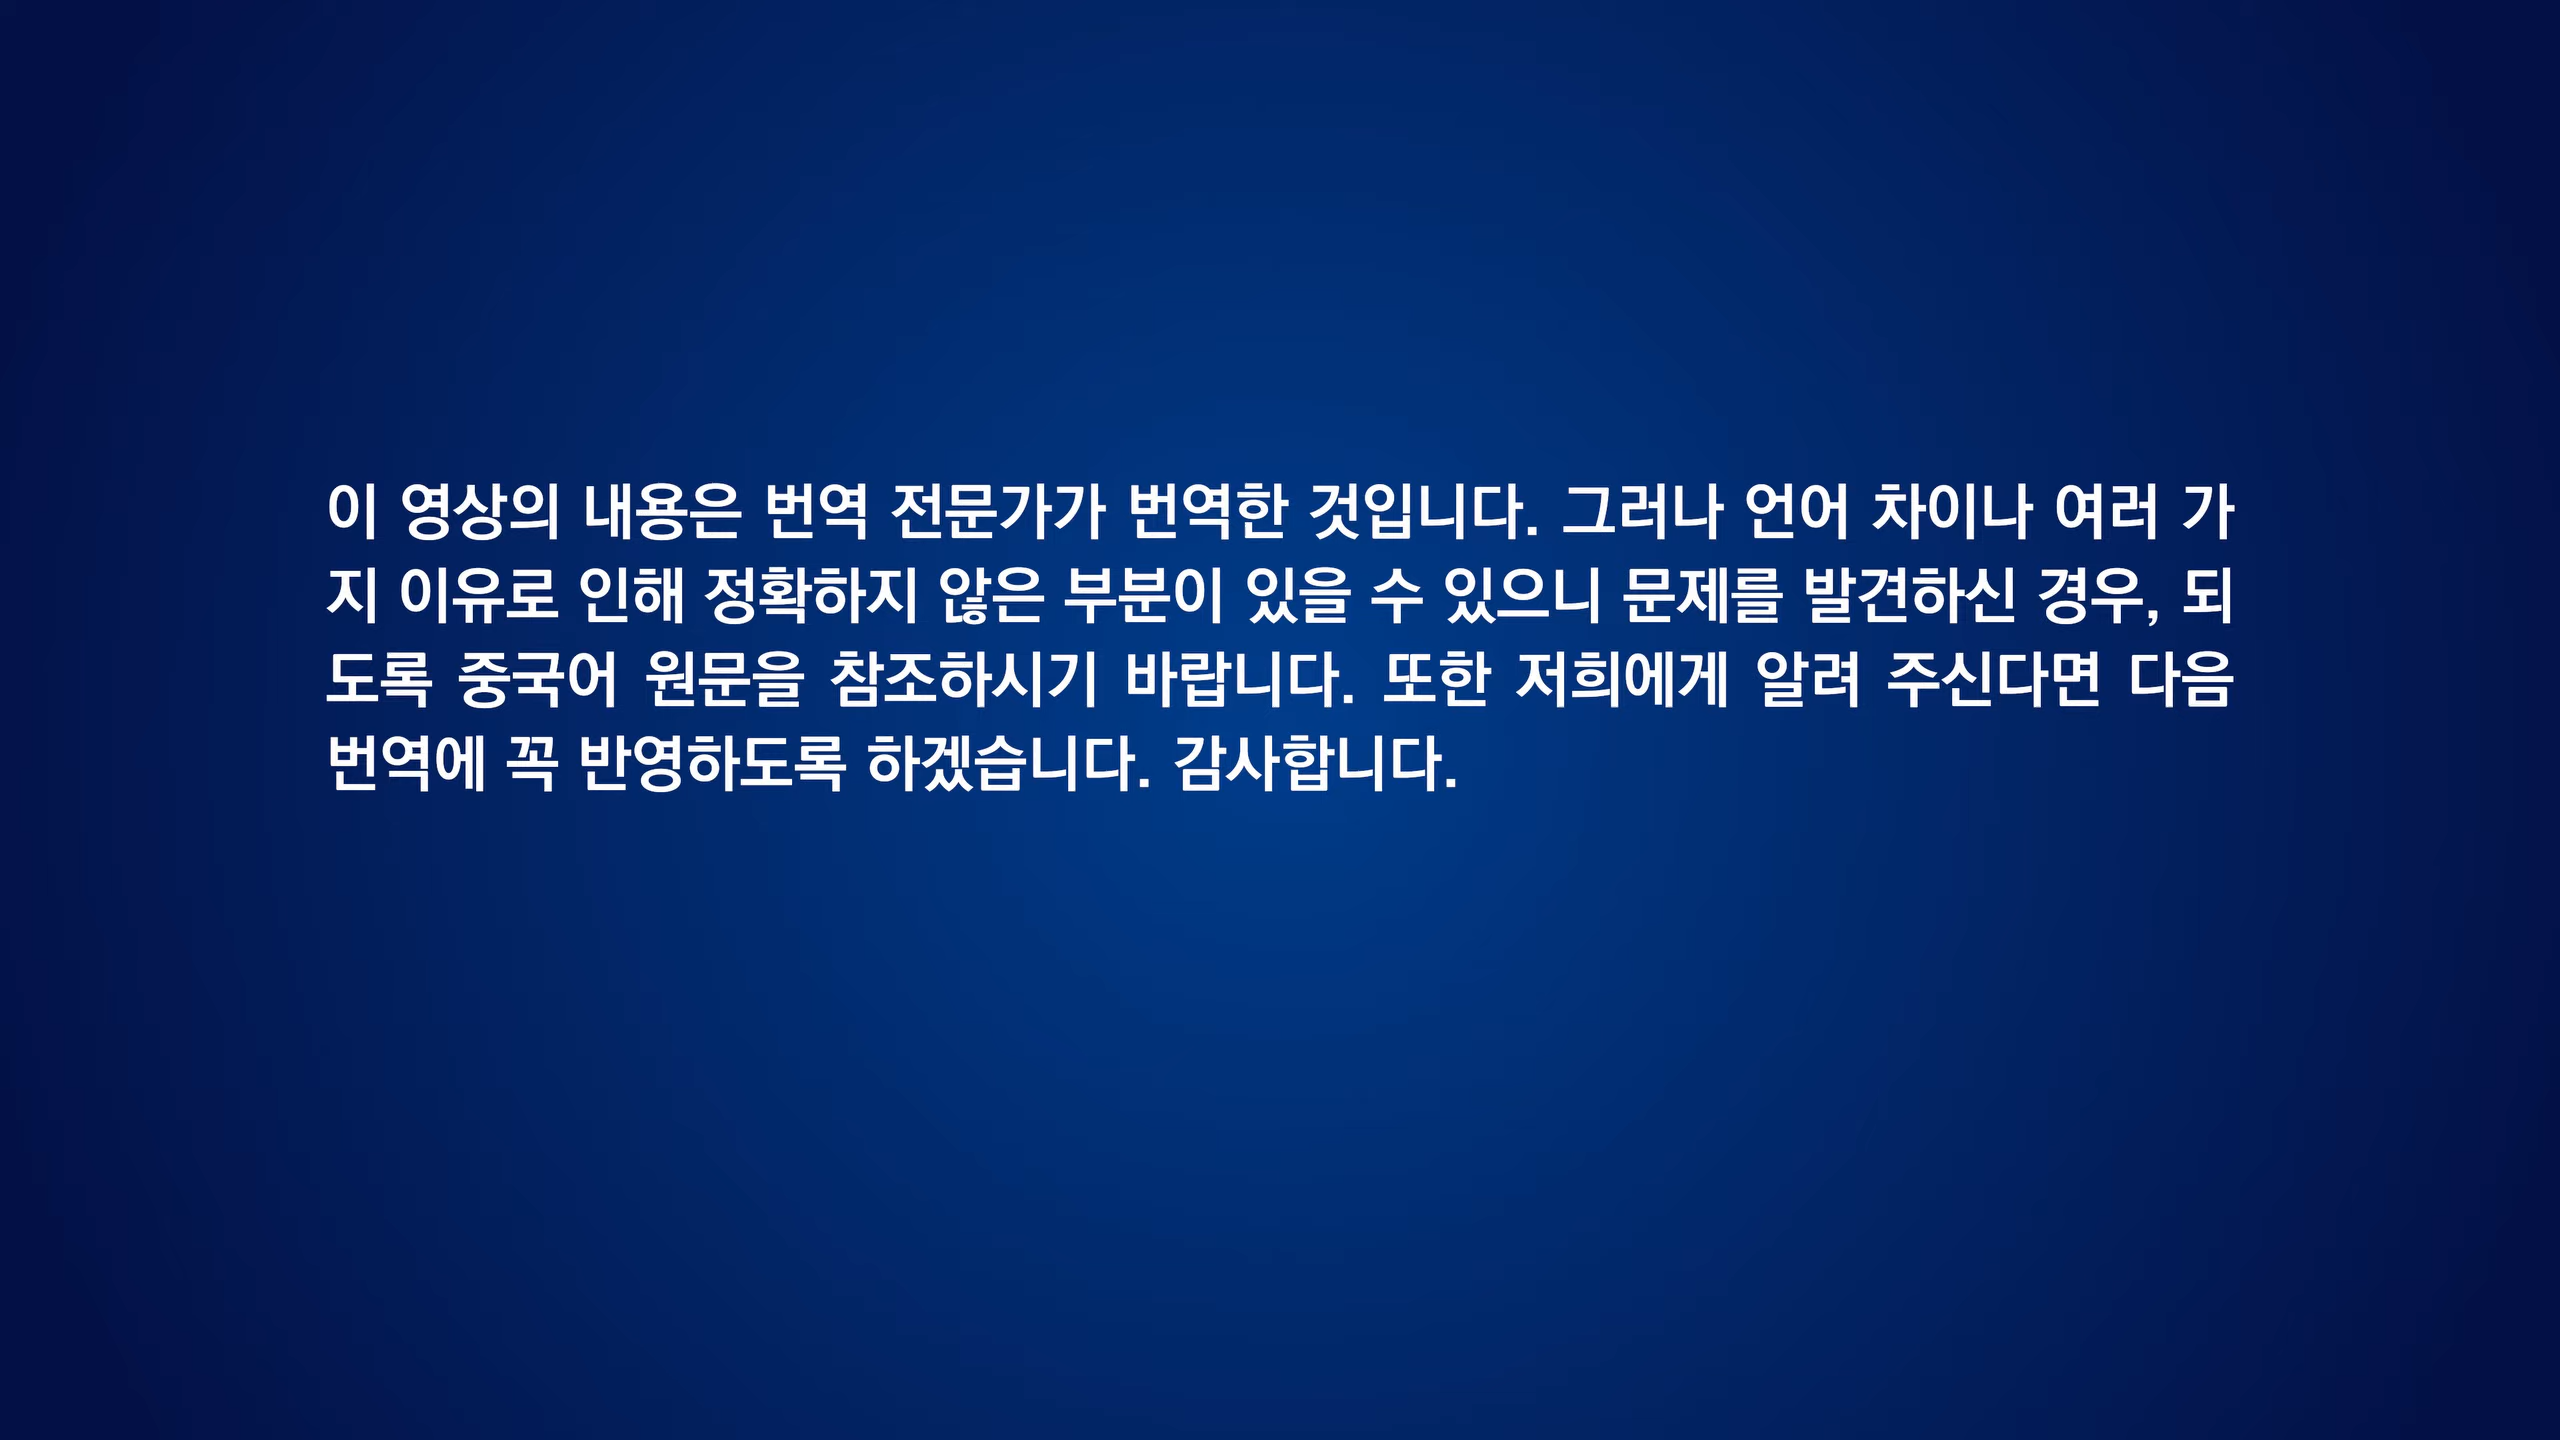 이 영상의 내용은 번역 전문가가 번역한 것입니다. 그러나 언어 차이나 여러 가
지 이유로 인해 정확하지 않은 부분이 있을 수 있으니 문제를 발견하신 경우, 되
도록 중국어 원문을 참조하시기 바랍니다. 또한 저희에게 알려 주신다면 다음
번역에 꼭 반영하도록 하겠습니다. 감사합니다.